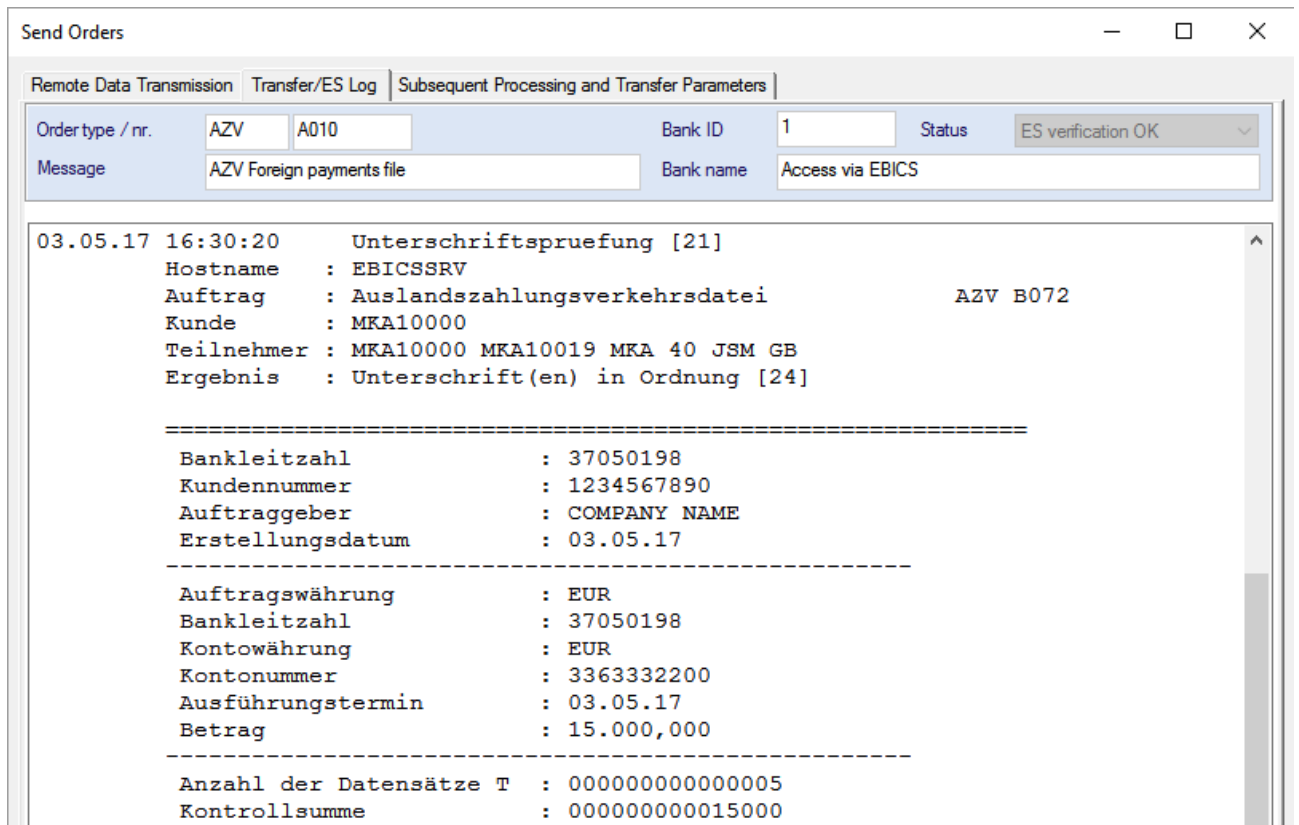 Send Orders
Remote Data Transmission Transfer/ES Log Subsequent Processing and Transfer Parameters
Order type / nr. AZV A010 Bank ID 1 Status ES verification OK
Message AZV Foreign payments file Bank name Access via EBICS
03.05.17 16:30:20 Unterschriftspruefung [21]
Hostname : EBICSSRV
Auftrag : Auslandszahlungsverkehrsdatei AZV B072
Kunde : MKA10000
Teilnehmer : MKA10000 MKA10019 MKA 40 JSM GB
Ergebnis : Unterschrift(en) in Ordnung [24]
============================================================
Bankleitzahl : 37050198
Kundennummer : 1234567890
Auftraggeber : COMPANY NAME
Erstellungsdatum : 03.05.17
----------------------------------------------------
Auftragswährung : EUR
Bankleitzahl : 37050198
Kontowährung : EUR
Kontonummer : 3363332200
Ausführungstermin : 03.05.17
Betrag : 15.000,000
----------------------------------------------------
Anzahl der Datensätze T : 000000000000005
Kontrollsumme : 000000000015000